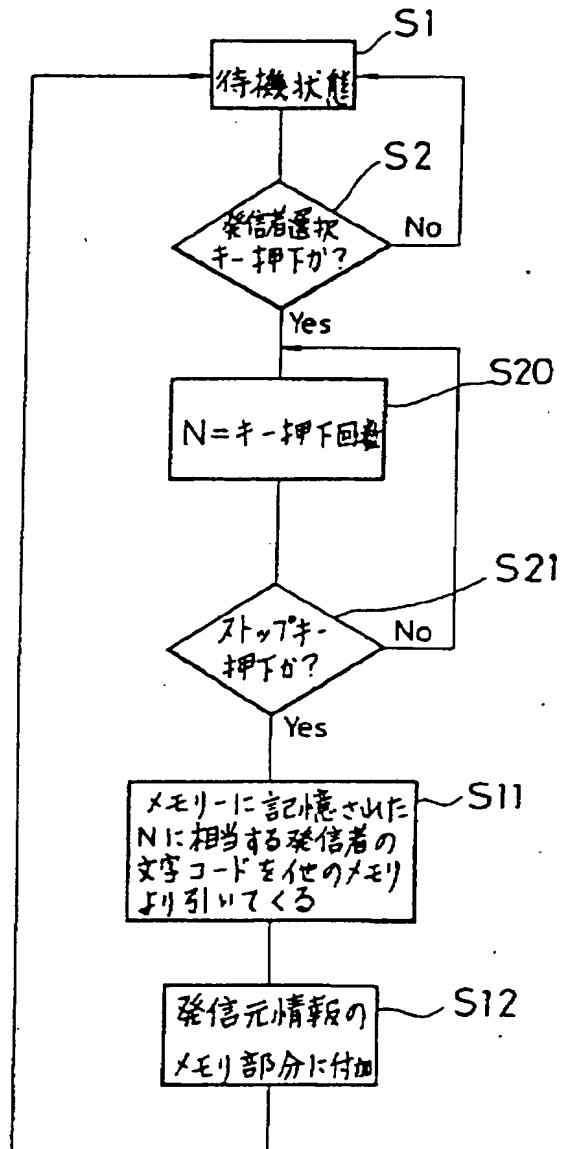 S1
待機状態
S2
発信者選択
キー押下か?
No
Yes
S20
N=キー押下回数
S21
ストップキー
押下か?
No
Yes
S11
メモリーに記憶された
Nに相当する発信者の
文字コードを他のメモリ
より引いてくる
S12
発信元情報の
メモリ部分に付加